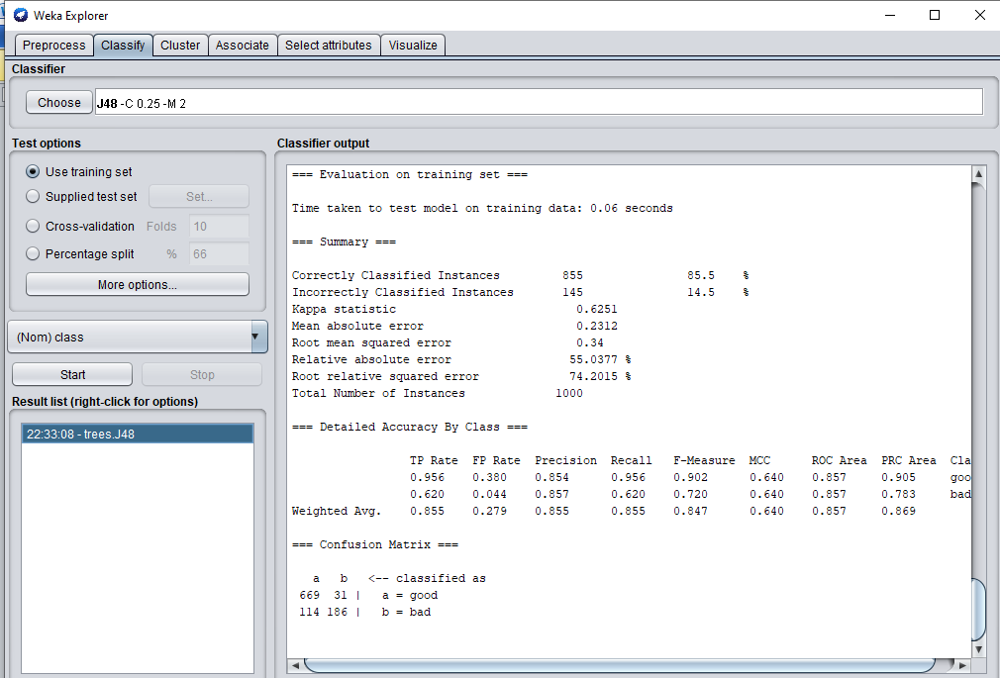 Weka Explorer
Preprocess Classify Cluster Associate Select attributes Visualize
Classifier
Choose J48 -C 0.25 -M 2
Test options
Use training set
Supplied test set Set...
Cross-validation Folds 10
Percentage split % 66
More options...
(Nom) class
Start Stop
Result list (right-click for options)
22:33:08 - trees.J48
Classifier output
=== Evaluation on training set ===
Time taken to test model on training data: 0.06 seconds
=== Summary ===
Correctly Classified Instances 855 85.5 %
Incorrectly Classified Instances 145 14.5 %
Kappa statistic 0.6251
Mean absolute error 0.2312
Root mean squared error 0.34
Relative absolute error 55.0377 %
Root relative squared error 74.2015 %
Total Number of Instances 1000
=== Detailed Accuracy By Class ===
TP Rate FP Rate Precision Recall F-Measure MCC ROC Area PRC Area Cla
0.956 0.380 0.854 0.956 0.902 0.640 0.857 0.905 goo
0.620 0.044 0.857 0.620 0.720 0.640 0.857 0.783 bad
Weighted Avg. 0.855 0.279 0.855 0.855 0.847 0.640 0.857 0.869
=== Confusion Matrix ===
a b <-- classified as
669 31 | a = good
114 186 | b = bad